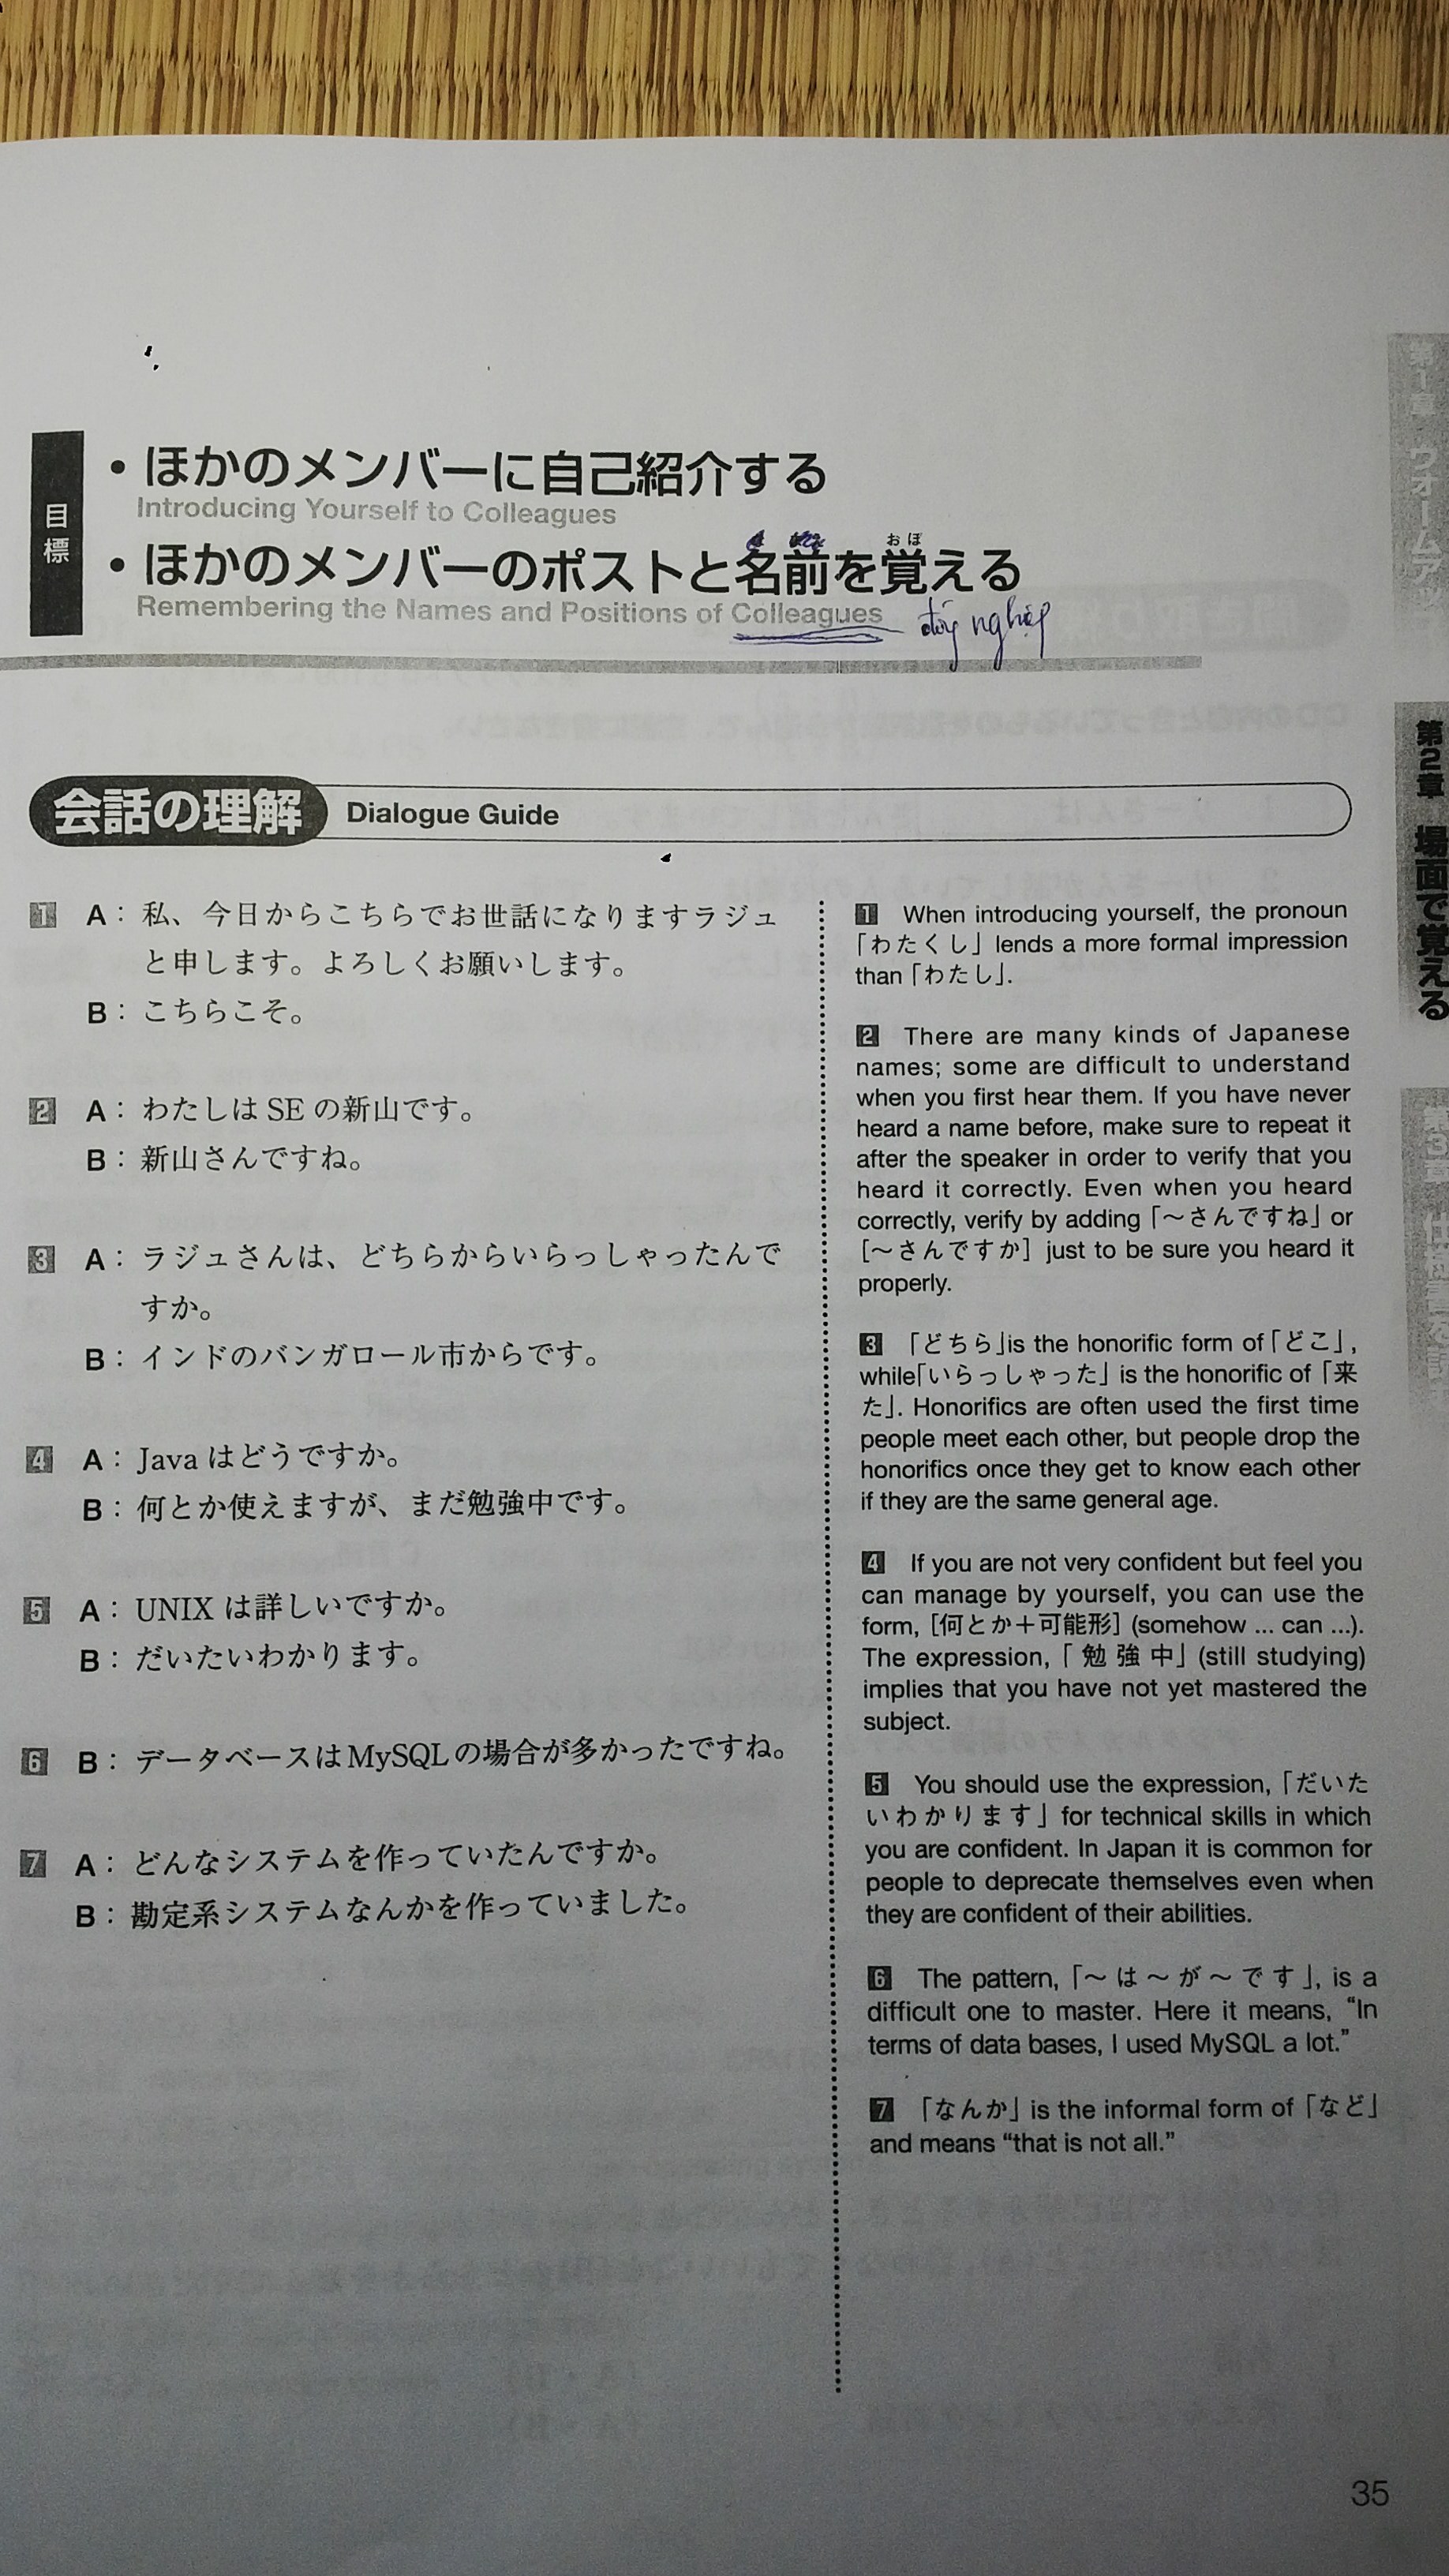 目標
・ほかのメンバーに自己紹介する
Introducing Yourself to Colleagues
・ほかのメンバーのポストと名前を覚える
おぼ
Remembering the Names and Positions of Colleagues
đồng nghiệp
会話の理解 Dialogue Guide
1 A：私、今日からこちらでお世話になりますラジュ
と申します。よろしくお願いします。
B：こちらこそ。
2 A：わたしはSEの新山です。
B：新山さんですね。
3 A：ラジュさんは、どちらからいらっしゃったんで
すか。
B：インドのバンガロール市からです。
4 A：Javaはどうですか。
B：何とか使えますが、まだ勉強中です。
5 A：UNIXは詳しいですか。
B：だいたいわかります。
6 B：データベースはMySQLの場合が多かったですね。
7 A：どんなシステムを作っていたんですか。
B：勘定系システムなんかを作っていました。
1 When introducing yourself, the pronoun
「わたくし」lends a more formal impression
than「わたし」.
2 There are many kinds of Japanese
names; some are difficult to understand
when you first hear them. If you have never
heard a name before, make sure to repeat it
after the speaker in order to verify that you
heard it correctly. Even when you heard
correctly, verify by adding「～さんですね」or
[～さんですか] just to be sure you heard it
properly.
3 「どちら」is the honorific form of「どこ」,
while「いらっしゃった」is the honorific of「来
た」. Honorifics are often used the first time
people meet each other, but people drop the
honorifics once they get to know each other
if they are the same general age.
4 If you are not very confident but feel you
can manage by yourself, you can use the
form, [何とか＋可能形] (somehow ... can ...).
The expression,「勉強中」(still studying)
implies that you have not yet mastered the
subject.
5 You should use the expression,「だいた
いわかります」for technical skills in which
you are confident. In Japan it is common for
people to deprecate themselves even when
they are confident of their abilities.
6 The pattern,「～は～が～です」, is a
difficult one to master. Here it means, “In
terms of data bases, I used MySQL a lot.”
7 「なんか」is the informal form of「など」
and means “that is not all.”
第2章
場面で覚える
35